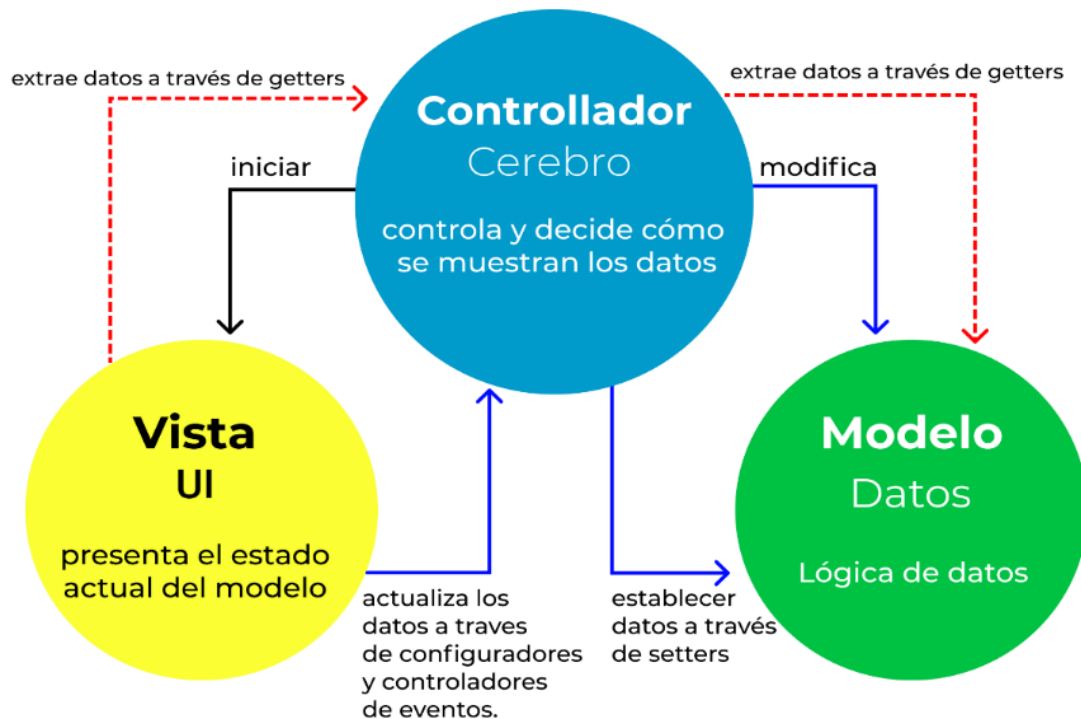 extrae datos a través de getters
extrae datos a través de getters
Controllador
Cerebro
controla y decide cómo
se muestran los datos
iniciar
modifica
Vista
UI
presenta el estado
actual del modelo
Modelo
Datos
Lógica de datos
actualiza los
datos a traves
de configuradores
y controladores
de eventos.
establecer
datos a través
de setters